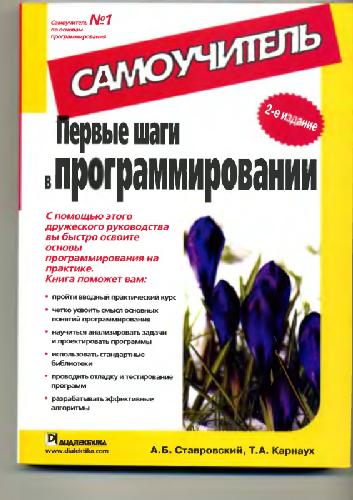 Самоучитель №1
по основам
программирования
САМОУЧИТЕЛЬ
2-е издание
Первые шаги
в программировании
С помощью этого
дружеского руководства
вы быстро освоите
основы
программирования на
практике.
Книга поможет вам:
• пройти вводный практический курс
• четко усвоить смысл основных
понятий программирования
• научиться анализировать задачи
и проектировать программы
• использовать стандартные
библиотеки
• проводить отладку и тестирование
программ
• разрабатывать эффективные
алгоритмы
ДИАЛЕКТИКА
www.dialektika.com
А.Б. Ставровский, Т.А. Карнаух